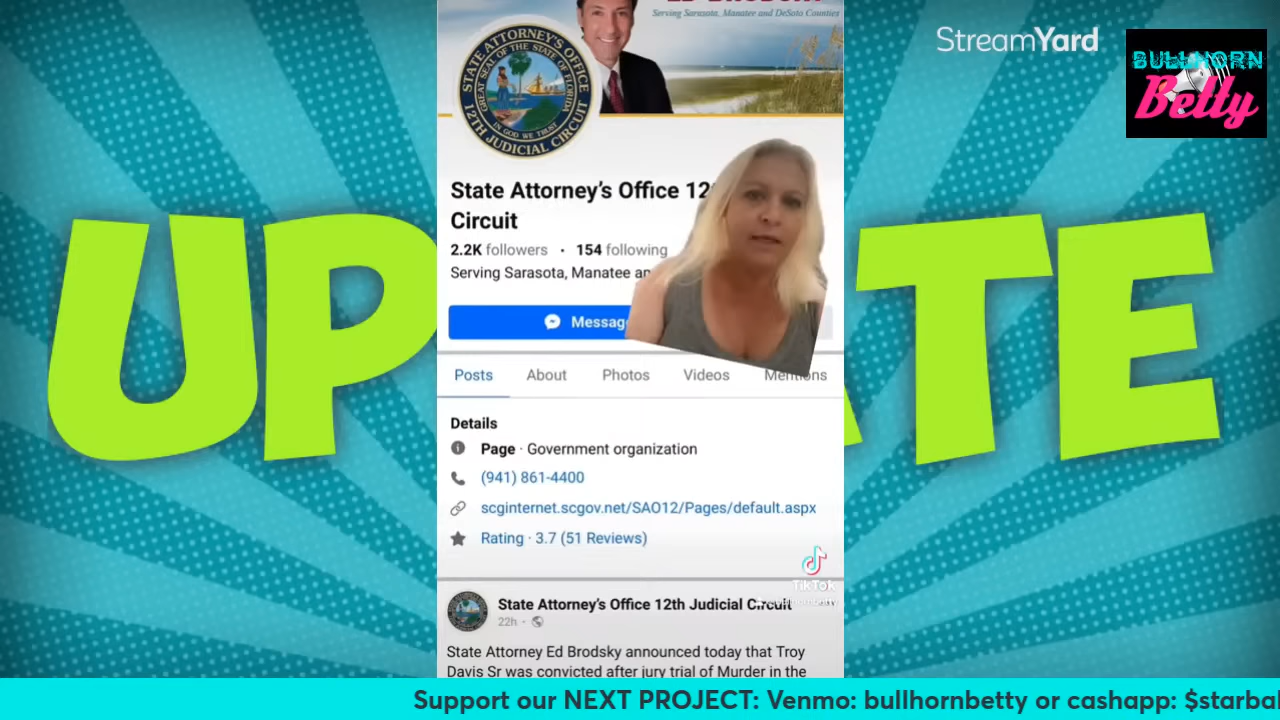 ED BRODSKY
Serving Sarasota, Manatee and DeSoto Counties
StreamYard
BULLHORN
Betty
STATE ATTORNEY'S OFFICE
GREAT SEAL OF THE STATE OF FLORIDA
IN GOD WE TRUST
12TH JUDICIAL CIRCUIT
UP ATE
State Attorney's Office 12
Circuit
2.2K followers · 154 following
Serving Sarasota, Manatee an
Messag
Posts About Photos Videos Mentions
Details
Page · Government organization
(941) 861-4400
scginternet.scgov.net/SAO12/Pages/default.aspx
Rating · 3.7 (51 Reviews)
TikTok
State Attorney's Office 12th Judicial Circuit
22h ·
State Attorney Ed Brodsky announced today that Troy
Davis Sr was convicted after jury trial of Murder in the
Support our NEXT PROJECT: Venmo: bullhornbetty or cashapp: $starba